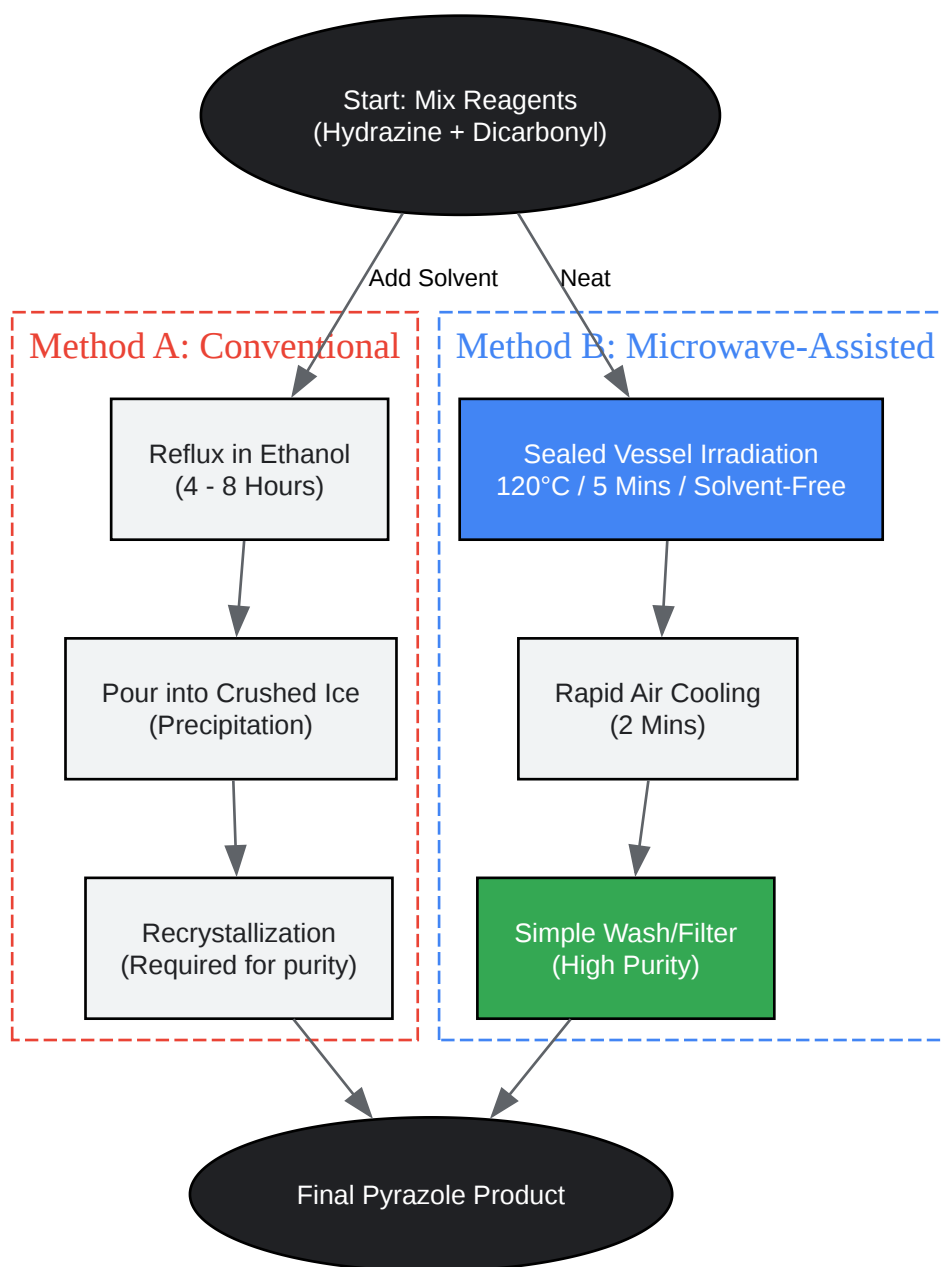 Start: Mix Reagents
(Hydrazine + Dicarbonyl)
Add Solvent
Neat
Method A: Conventional
Reflux in Ethanol
(4 - 8 Hours)
Pour into Crushed Ice
(Precipitation)
Recrystallization
(Required for purity)
Method B: Microwave-Assisted
Sealed Vessel Irradiation
120°C / 5 Mins / Solvent-Free
Rapid Air Cooling
(2 Mins)
Simple Wash/Filter
(High Purity)
Final Pyrazole Product